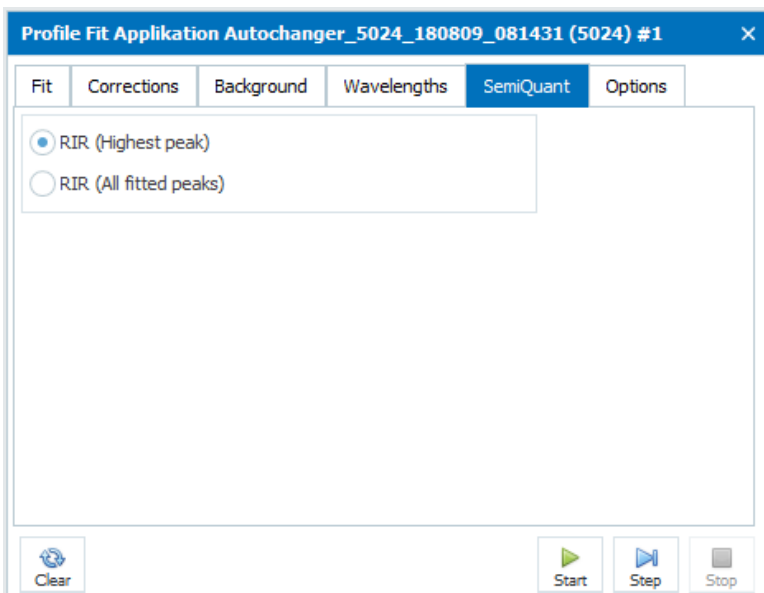 Profile Fit Applikation Autochanger_5024_180809_081431 (5024) #1
Fit Corrections Background Wavelengths SemiQuant Options
RIR (Highest peak)
RIR (All fitted peaks)
Clear Start Step Stop